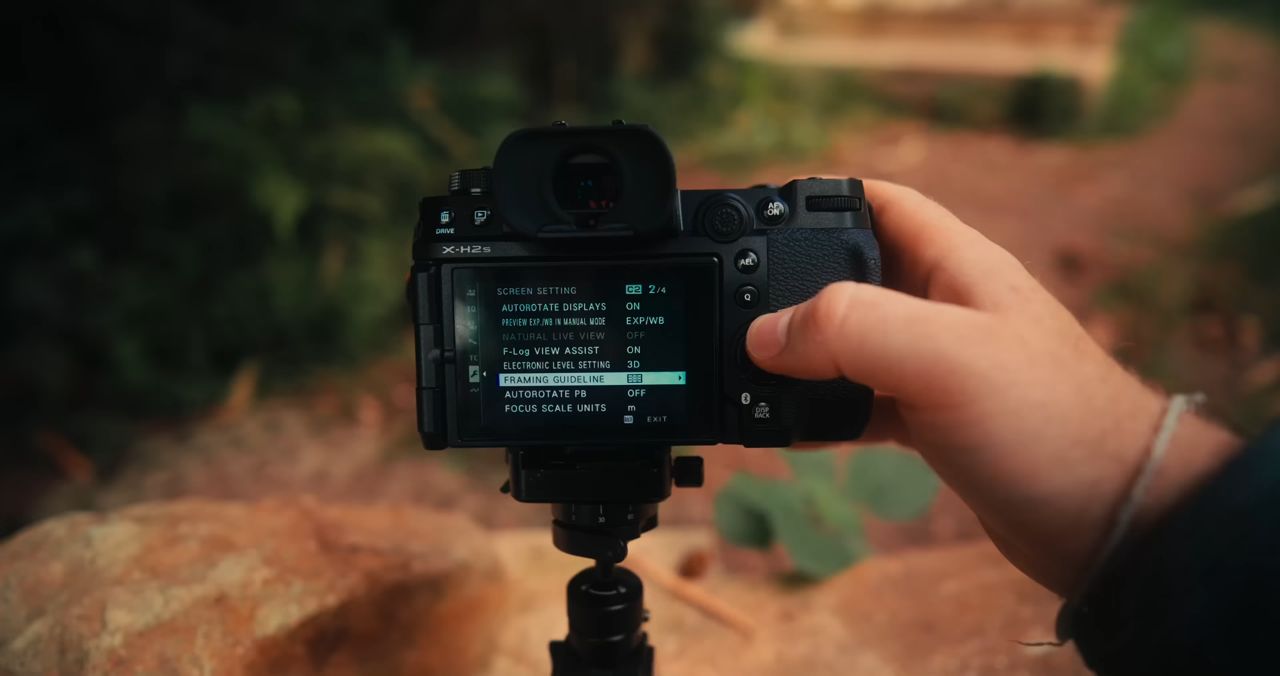 DRIVE
AF ON
X-H2S
AEL
Q
SCREEN SETTING C2 2/4
AUTOROTATE DISPLAYS ON
PREVIEW EXP./WB IN MANUAL MODE EXP/WB
NATURAL LIVE VIEW OFF
F-Log VIEW ASSIST ON
ELECTRONIC LEVEL SETTING 3D
FRAMING GUIDELINE
AUTOROTATE PB OFF
FOCUS SCALE UNITS m
EXIT
DISP BACK
30